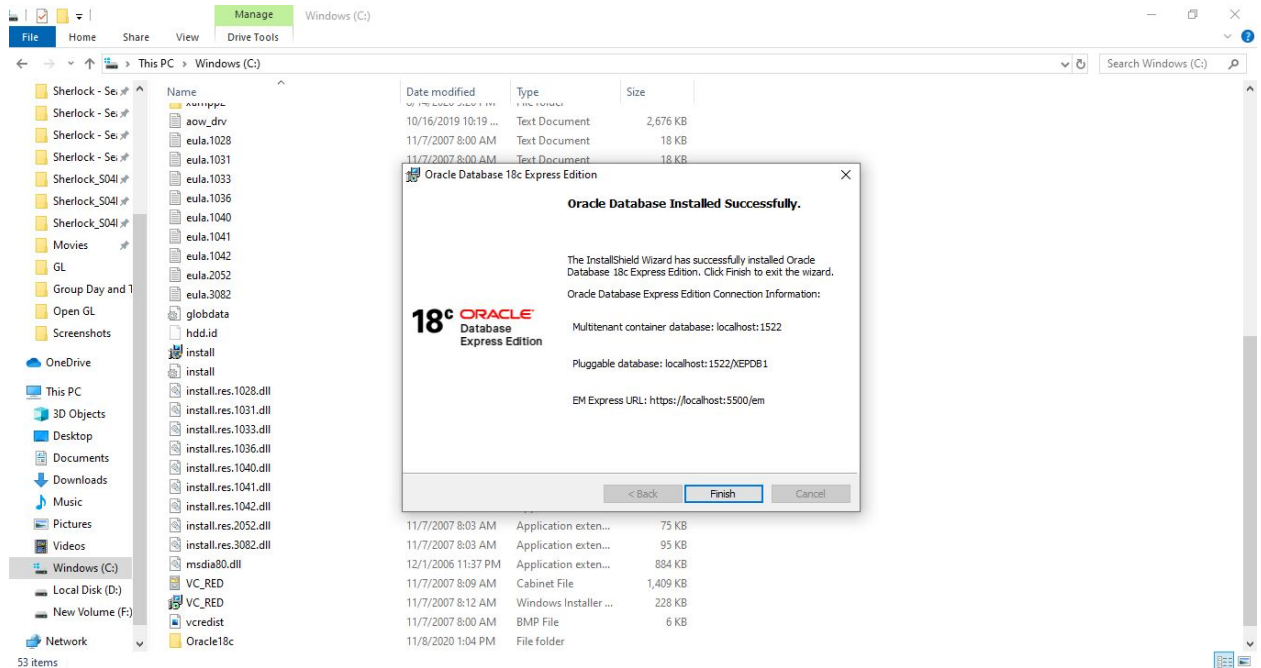 Manage Windows (C:)
File Home Share View Drive Tools
This PC › Windows (C:) Search Windows (C:)
Sherlock - Se
Sherlock - Se
Sherlock - Se
Sherlock - Se
Sherlock_S04
Sherlock_S04
Sherlock_S04
Movies
GL
Group Day and T
Open GL
Screenshots
OneDrive
This PC
3D Objects
Desktop
Documents
Downloads
Music
Pictures
Videos
Windows (C:)
Local Disk (D:)
New Volume (F:)
Network
Name Date modified Type Size
aow_drv 10/16/2019 10:19 ... Text Document 2,676 KB
eula.1028 11/7/2007 8:00 AM Text Document 18 KB
eula.1031 11/7/2007 8:00 AM Text Document 18 KB
eula.1033
eula.1036
eula.1040
eula.1041
eula.1042
eula.2052
eula.3082
globdata
hdd.id
install
install
install.res.1028.dll
install.res.1031.dll
install.res.1033.dll
install.res.1036.dll
install.res.1040.dll
install.res.1041.dll
install.res.1042.dll
install.res.2052.dll 11/7/2007 8:03 AM Application exten... 75 KB
install.res.3082.dll 11/7/2007 8:03 AM Application exten... 95 KB
msdia80.dll 12/1/2006 11:37 PM Application exten... 884 KB
VC_RED 11/7/2007 8:09 AM Cabinet File 1,409 KB
VC_RED 11/7/2007 8:12 AM Windows Installer ... 228 KB
vcredist 11/7/2007 8:00 AM BMP File 6 KB
Oracle18c 11/8/2020 1:04 PM File folder
Oracle Database 18c Express Edition
Oracle Database Installed Successfully.
The InstallShield Wizard has successfully installed Oracle
Database 18c Express Edition. Click Finish to exit the wizard.
Oracle Database Express Edition Connection Information:
18c ORACLE
Database
Express Edition
Multitenant container database: localhost:1522
Pluggable database: localhost:1522/XEPDB1
EM Express URL: https://localhost:5500/em
< Back Finish Cancel
53 items